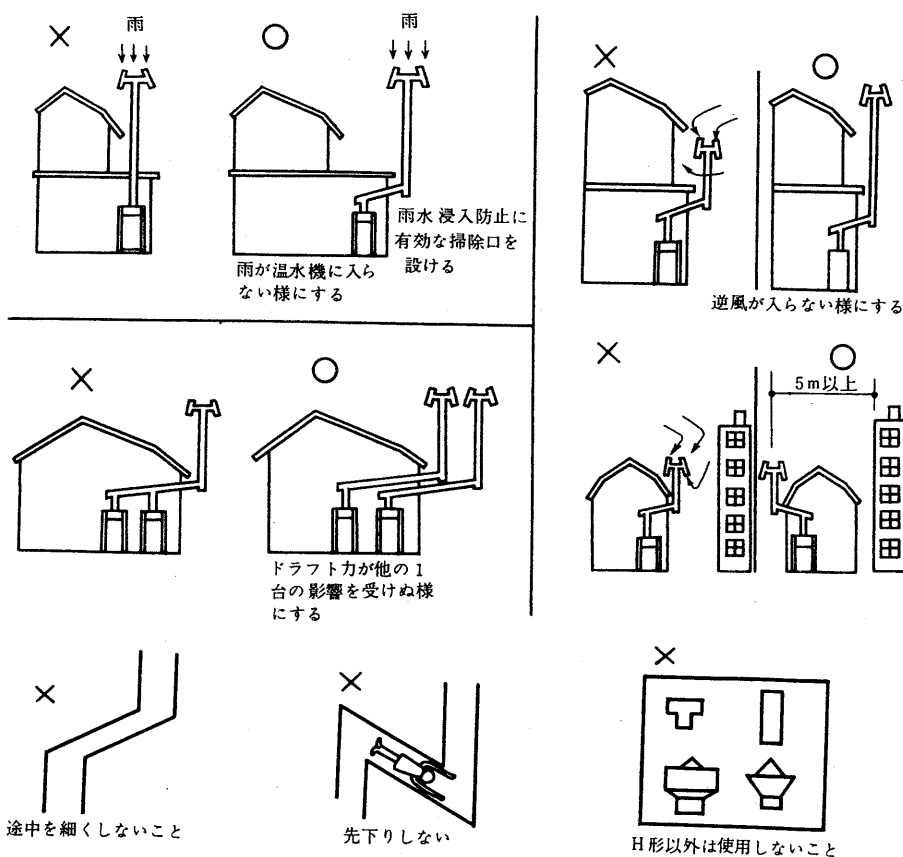 雨
雨
雨水浸入防止に
有効な掃除口を
設ける
雨が温水機に入ら
ない様にする
逆風が入らない様にする
5m以上
ドラフト力が他の1
台の影響を受けぬ様
にする
途中を細くしないこと
先下りしない
H形以外は使用しないこと